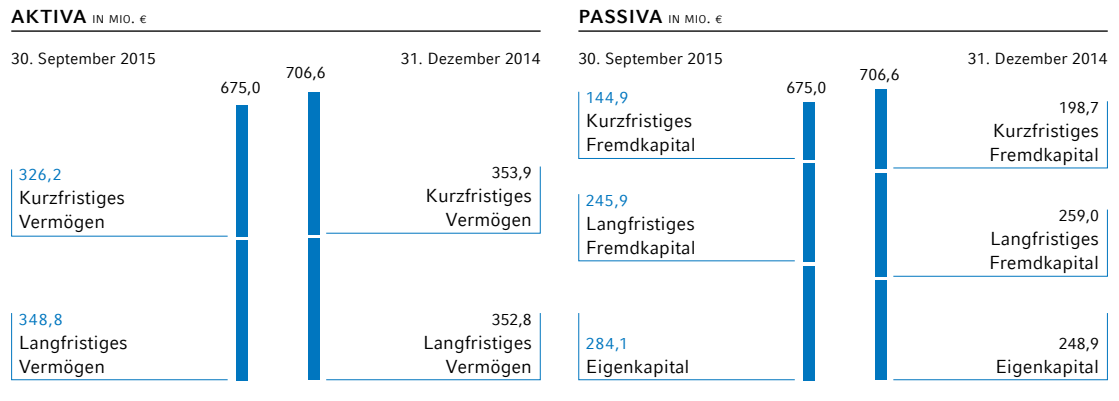 AKTIVA IN MIO. €
30. September 2015
31. Dezember 2014
675,0
706,6
326,2
Kurzfristiges
Vermögen
353,9
Kurzfristiges
Vermögen
348,8
Langfristiges
Vermögen
352,8
Langfristiges
Vermögen
PASSIVA IN MIO. €
30. September 2015
31. Dezember 2014
675,0
706,6
144,9
Kurzfristiges
Fremdkapital
198,7
Kurzfristiges
Fremdkapital
245,9
Langfristiges
Fremdkapital
259,0
Langfristiges
Fremdkapital
284,1
Eigenkapital
248,9
Eigenkapital